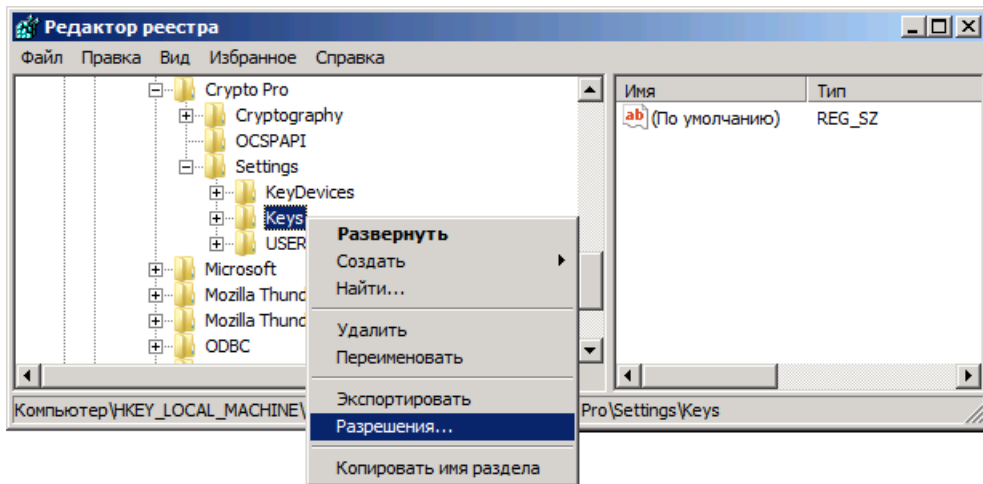 Редактор реестра
Файл Правка Вид Избранное Справка
Crypto Pro
Cryptography
OCSPAPI
Settings
KeyDevices
Keys
USER
Microsoft
Mozilla Thund
Mozilla Thund
ODBC
Имя Тип
ab (По умолчанию) REG_SZ
Развернуть
Создать
Найти...
Удалить
Переименовать
Экспортировать
Разрешения...
Копировать имя раздела
Компьютер\HKEY_LOCAL_MACHINE\ Pro\Settings\Keys